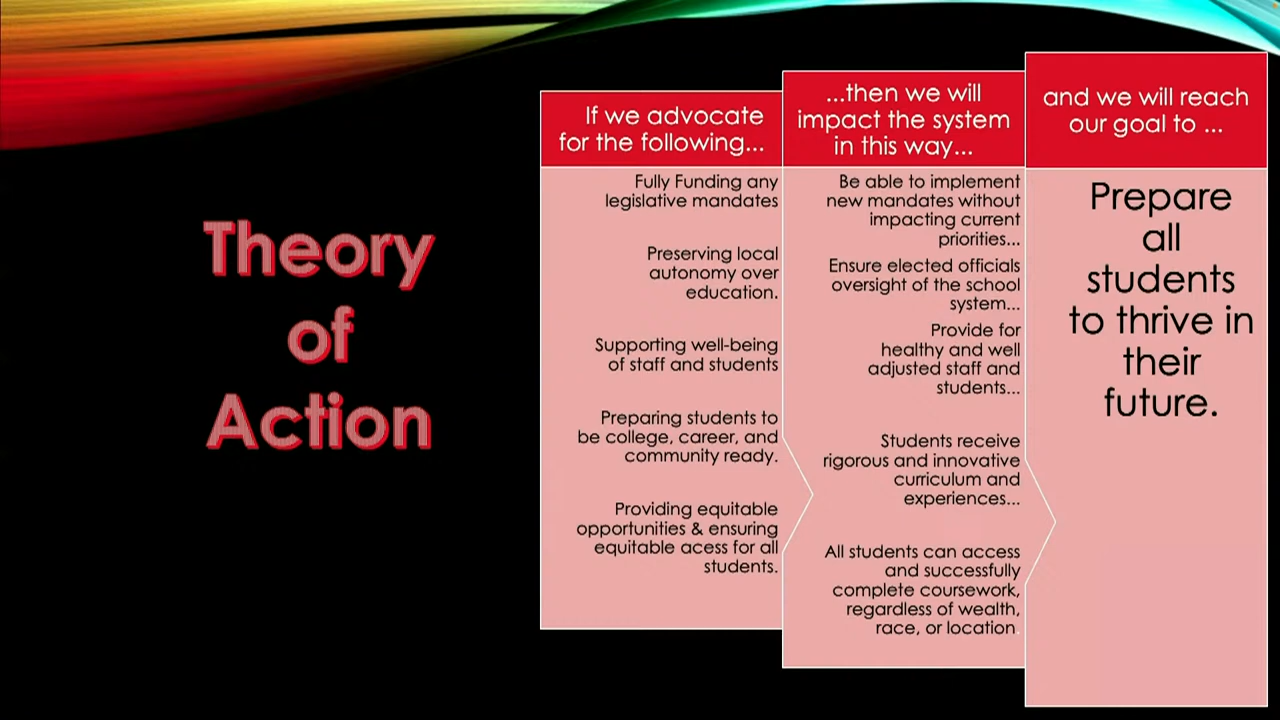 Theory
of
Action
If we advocate
for the following...
Fully Funding any
legislative mandates
Preserving local
autonomy over
education.
Supporting well-being
of staff and students
Preparing students to
be college, career, and
community ready.
Providing equitable
opportunities & ensuring
equitable acess for all
students.
...then we will
impact the system
in this way...
Be able to implement
new mandates without
impacting current
priorities...
Ensure elected officials
oversight of the school
system...
Provide for
healthy and well
adjusted staff and
students...
Students receive
rigorous and innovative
curriculum and
experiences...
All students can access
and successfully
complete coursework,
regardless of wealth,
race, or location.
and we will reach
our goal to ...
Prepare
all
students
to thrive in
their
future.